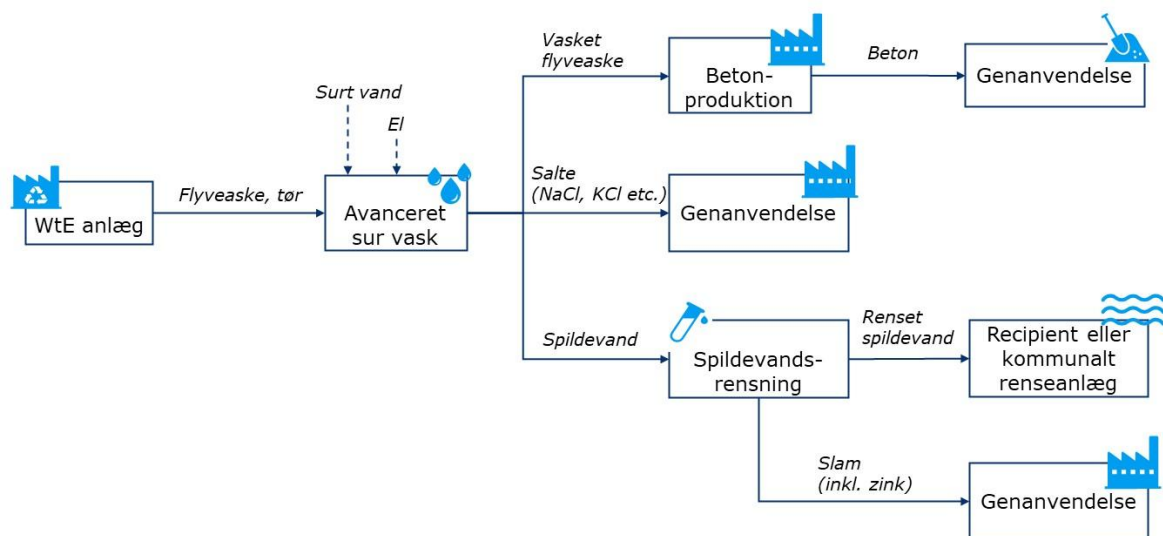 Vasket
flyveaske
Beton-
produktion
Beton
Genanvendelse
Surt vand
El
WtE anlæg
Flyveaske, tør
Avanceret
sur vask
Salte
(NaCl, KCl etc.)
Genanvendelse
Spildevand
Spildevands-
rensning
Renset
spildevand
Recipient eller
kommunalt
renseanlæg
Slam
(inkl. zink)
Genanvendelse